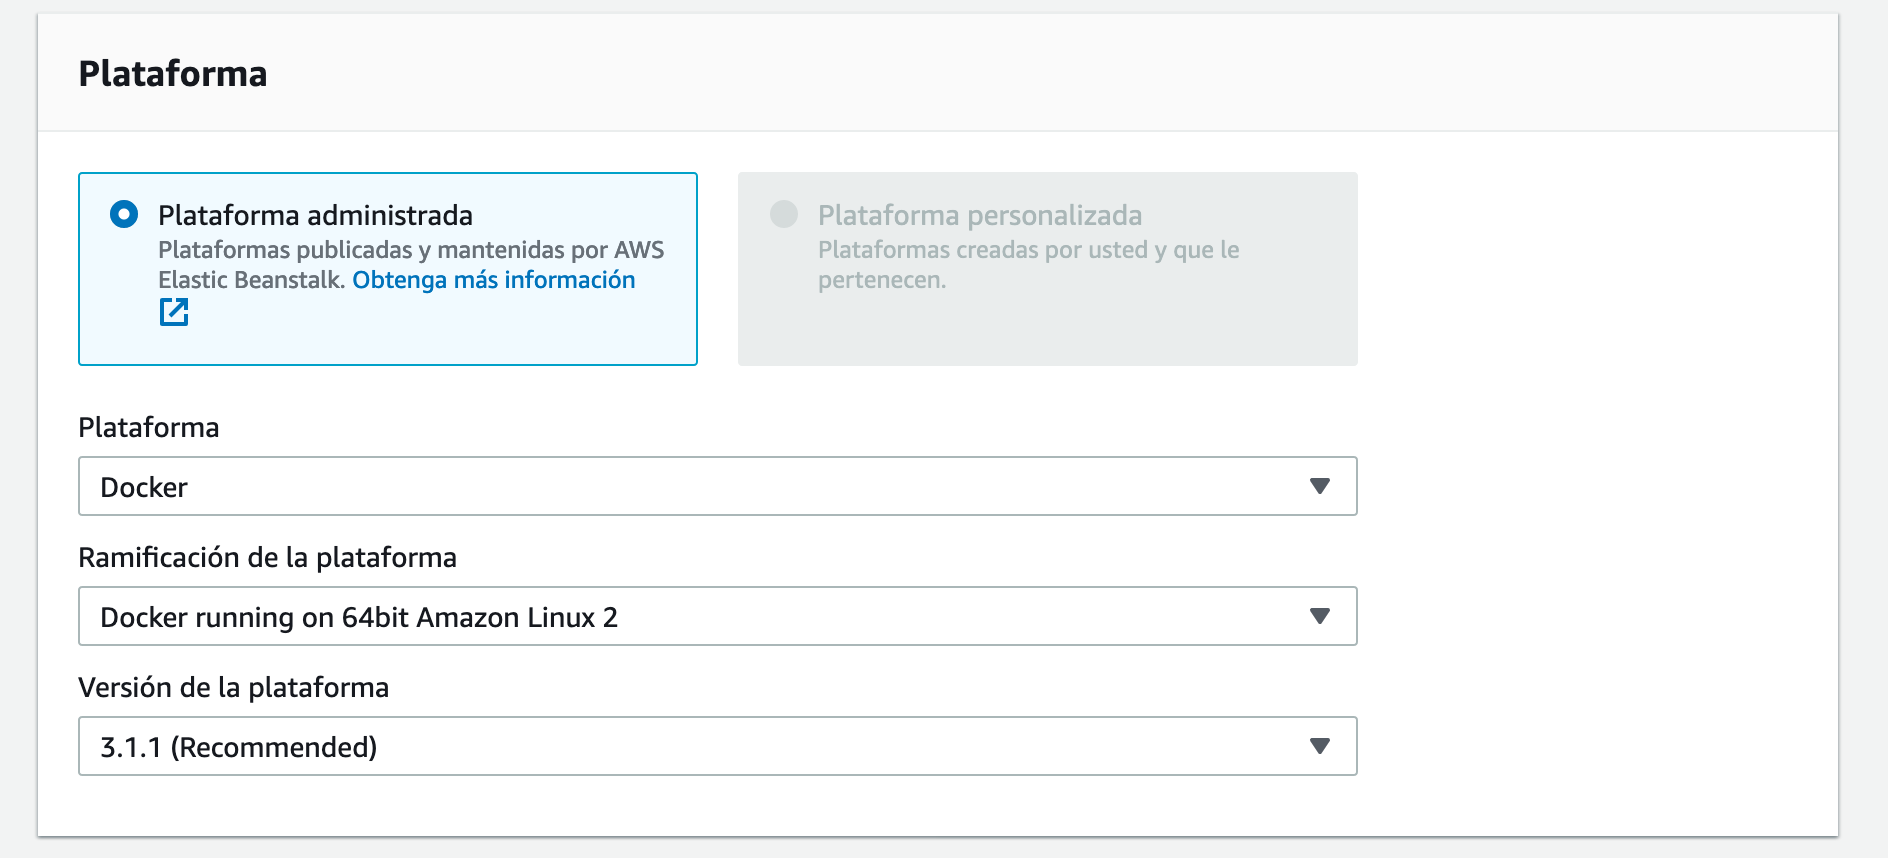 Plataforma
Plataforma administrada
Plataformas publicadas y mantenidas por AWS
Elastic Beanstalk. Obtenga más información
Plataforma personalizada
Plataformas creadas por usted y que le
pertenecen.
Plataforma
Docker
Ramificación de la plataforma
Docker running on 64bit Amazon Linux 2
Versión de la plataforma
3.1.1 (Recommended)